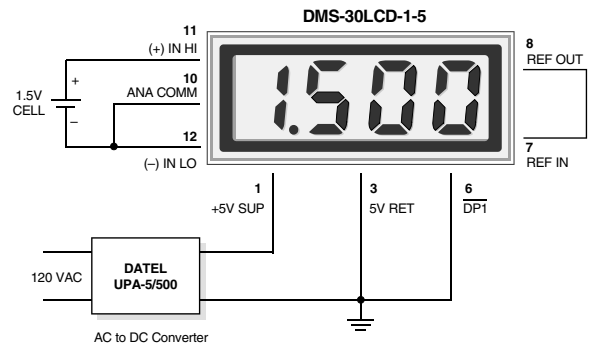 DMS-30LCD-1-5
11
(+) IN HI
10
ANA COMM
12
(–) IN LO
+
1.5V
CELL
–
1.500
8
REF OUT
7
REF IN
1
+5V SUP
3
5V RET
6
DP1
120 VAC
DATEL
UPA-5/500
AC to DC Converter